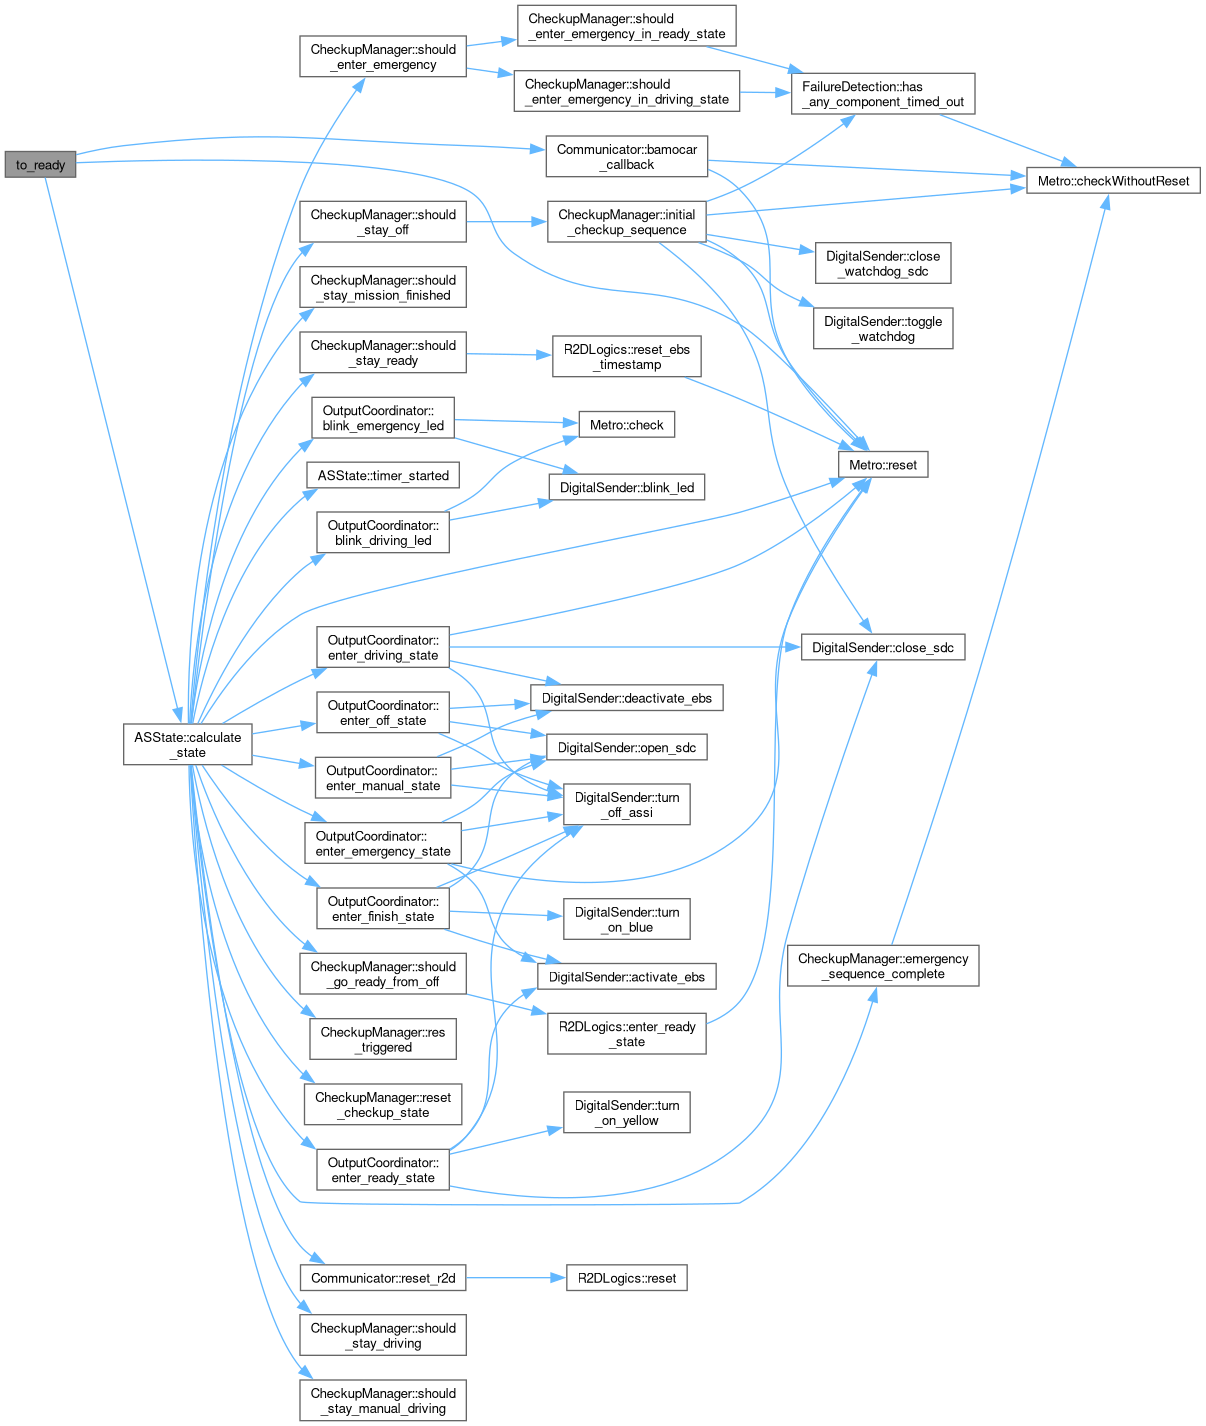 to_ready
ASState::calculate
_state
CheckupManager::should
_enter_emergency
CheckupManager::should
_stay_off
CheckupManager::should
_stay_mission_finished
CheckupManager::should
_stay_ready
OutputCoordinator::
blink_emergency_led
ASState::timer_started
OutputCoordinator::
blink_driving_led
OutputCoordinator::
enter_driving_state
OutputCoordinator::
enter_off_state
OutputCoordinator::
enter_manual_state
OutputCoordinator::
enter_emergency_state
OutputCoordinator::
enter_finish_state
CheckupManager::should
_go_ready_from_off
CheckupManager::res
_triggered
CheckupManager::reset
_checkup_state
OutputCoordinator::
enter_ready_state
Communicator::reset_r2d
CheckupManager::should
_stay_driving
CheckupManager::should
_stay_manual_driving
CheckupManager::should
_enter_emergency_in_ready_state
CheckupManager::should
_enter_emergency_in_driving_state
Communicator::bamocar
_callback
CheckupManager::initial
_checkup_sequence
R2DLogics::reset_ebs
_timestamp
Metro::check
DigitalSender::blink_led
DigitalSender::deactivate_ebs
DigitalSender::open_sdc
DigitalSender::turn
_off_assi
DigitalSender::turn
_on_blue
DigitalSender::activate_ebs
R2DLogics::enter_ready
_state
DigitalSender::turn
_on_yellow
R2DLogics::reset
FailureDetection::has
_any_component_timed_out
DigitalSender::close
_watchdog_sdc
DigitalSender::toggle
_watchdog
Metro::reset
DigitalSender::close_sdc
CheckupManager::emergency
_sequence_complete
Metro::checkWithoutReset